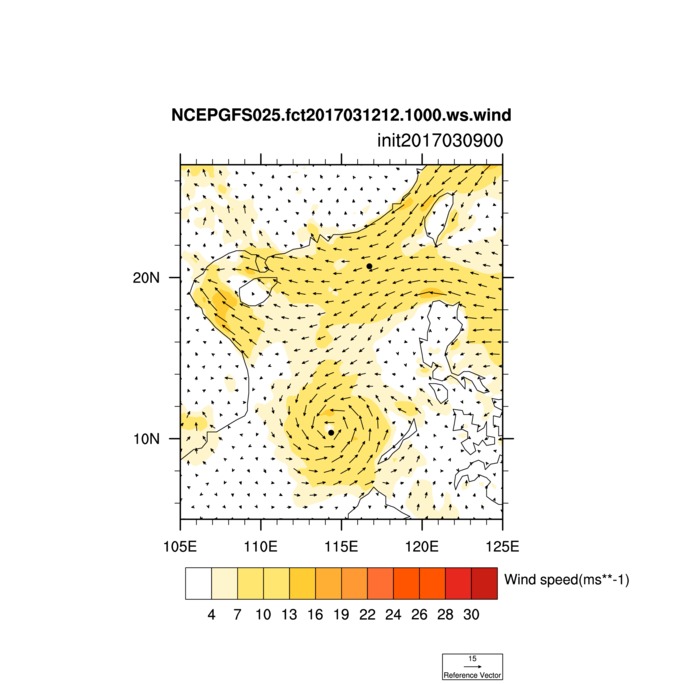 NCEPGFS025.fct2017031212.1000.ws.wind
init2017030900
20N
10N
105E 110E 115E 120E 125E
Wind speed(ms**-1)
4 7 10 13 16 19 22 24 26 28 30
15
Reference Vector